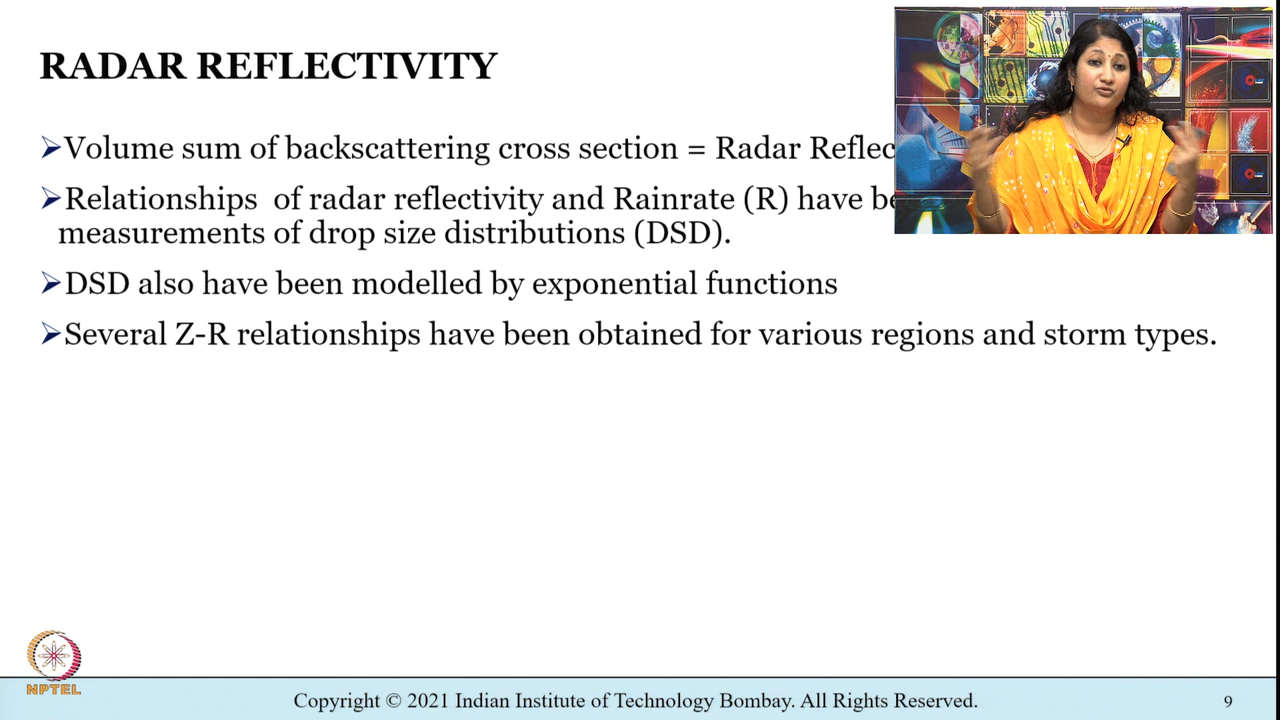 RADAR REFLECTIVITY
➢Volume sum of backscattering cross section = Radar
➢Relationships of radar reflectivity and Rainrate (R) have
measurements of drop size distributions (DSD).
➢DSD also have been modelled by exponential functions
➢Several Z-R relationships have been obtained for various regions and storm types.
NPTEL
Copyright © 2021 Indian Institute of Technology Bombay. All Rights Reserved.
9